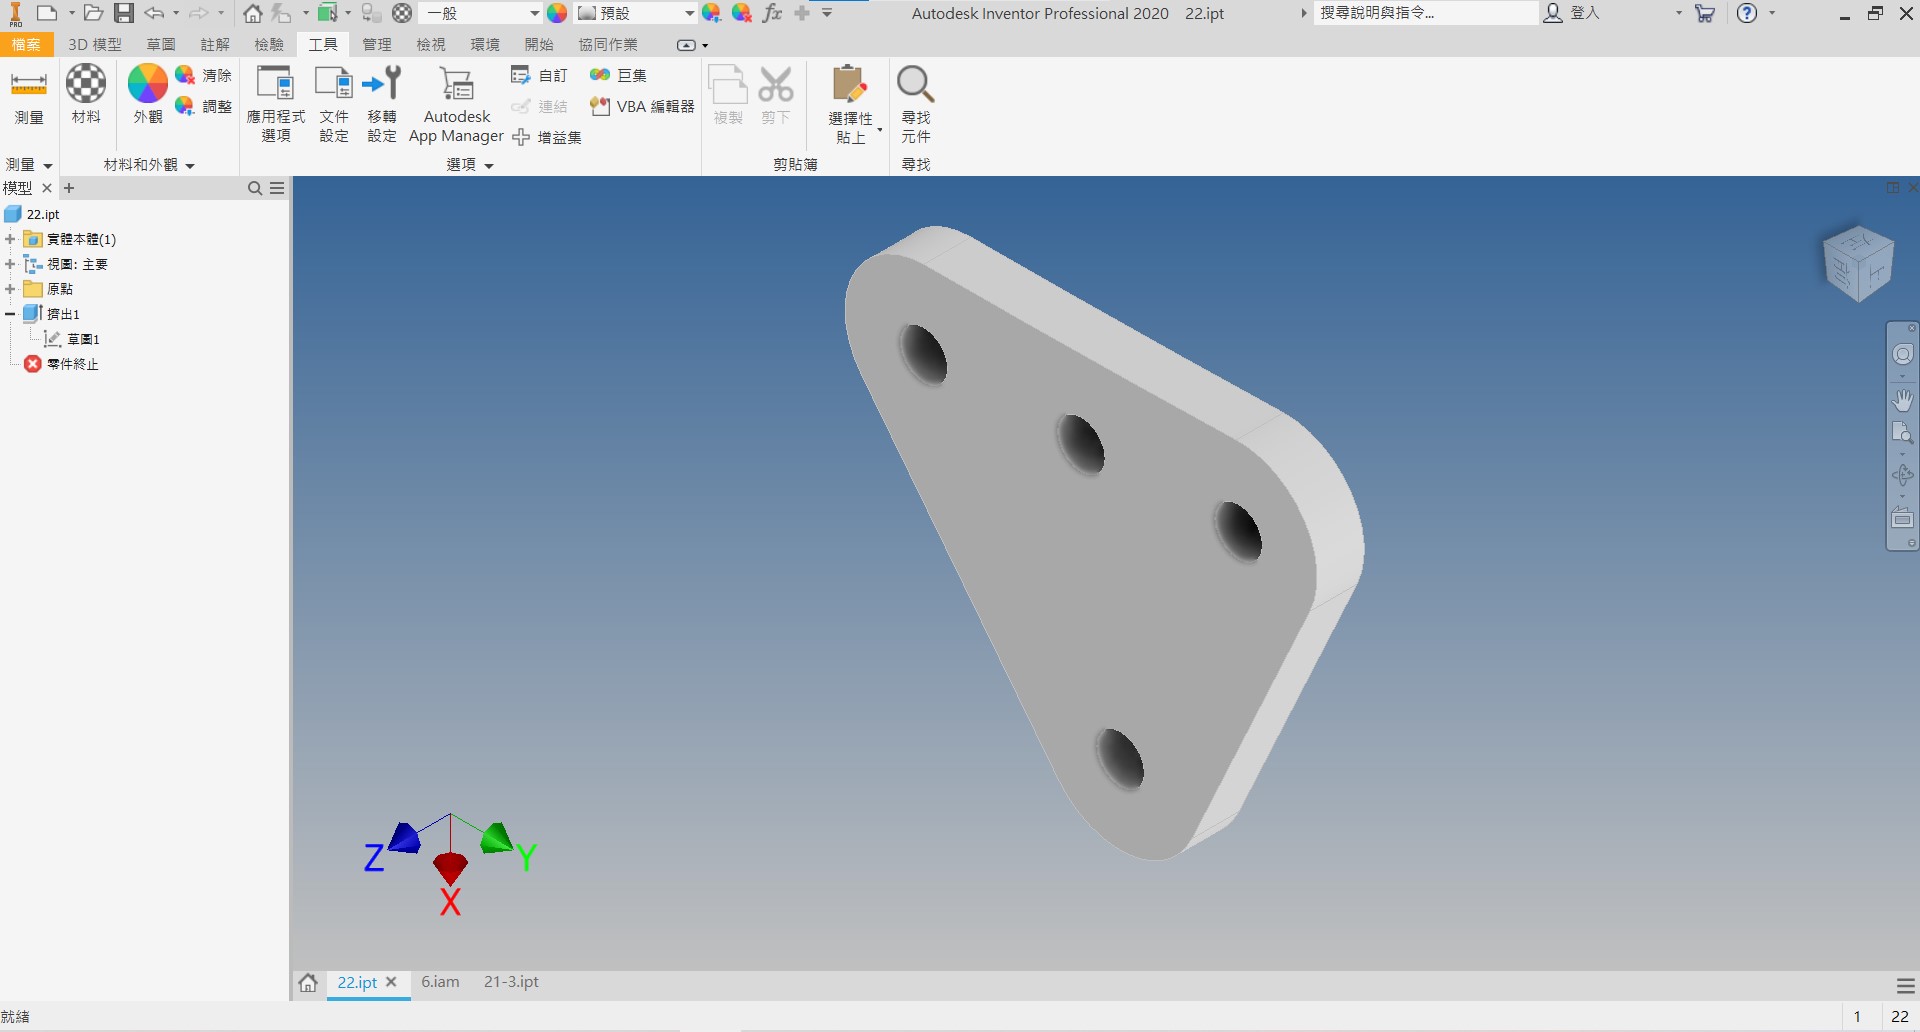 PRO
一般
預設
fx
Autodesk Inventor Professional 2020 22.ipt
搜尋說明與指令...
登入
檔案 3D 模型 草圖 註解 檢驗 工具 管理 檢視 環境 開始 協同作業
測量
材料
外觀
清除
調整
應用程式
選項
文件
設定
移轉
設定
Autodesk
App Manager
自訂
連結
增益集
巨集
VBA 編輯器
複製
剪下
選擇性
貼上
尋找
元件
測量
材料和外觀
選項
剪貼簿
尋找
模型
22.ipt
實體本體(1)
視圖: 主要
原點
擠出1
草圖1
零件終止
Z
Y
X
22.ipt
6.iam
21-3.ipt
就緒
1
22